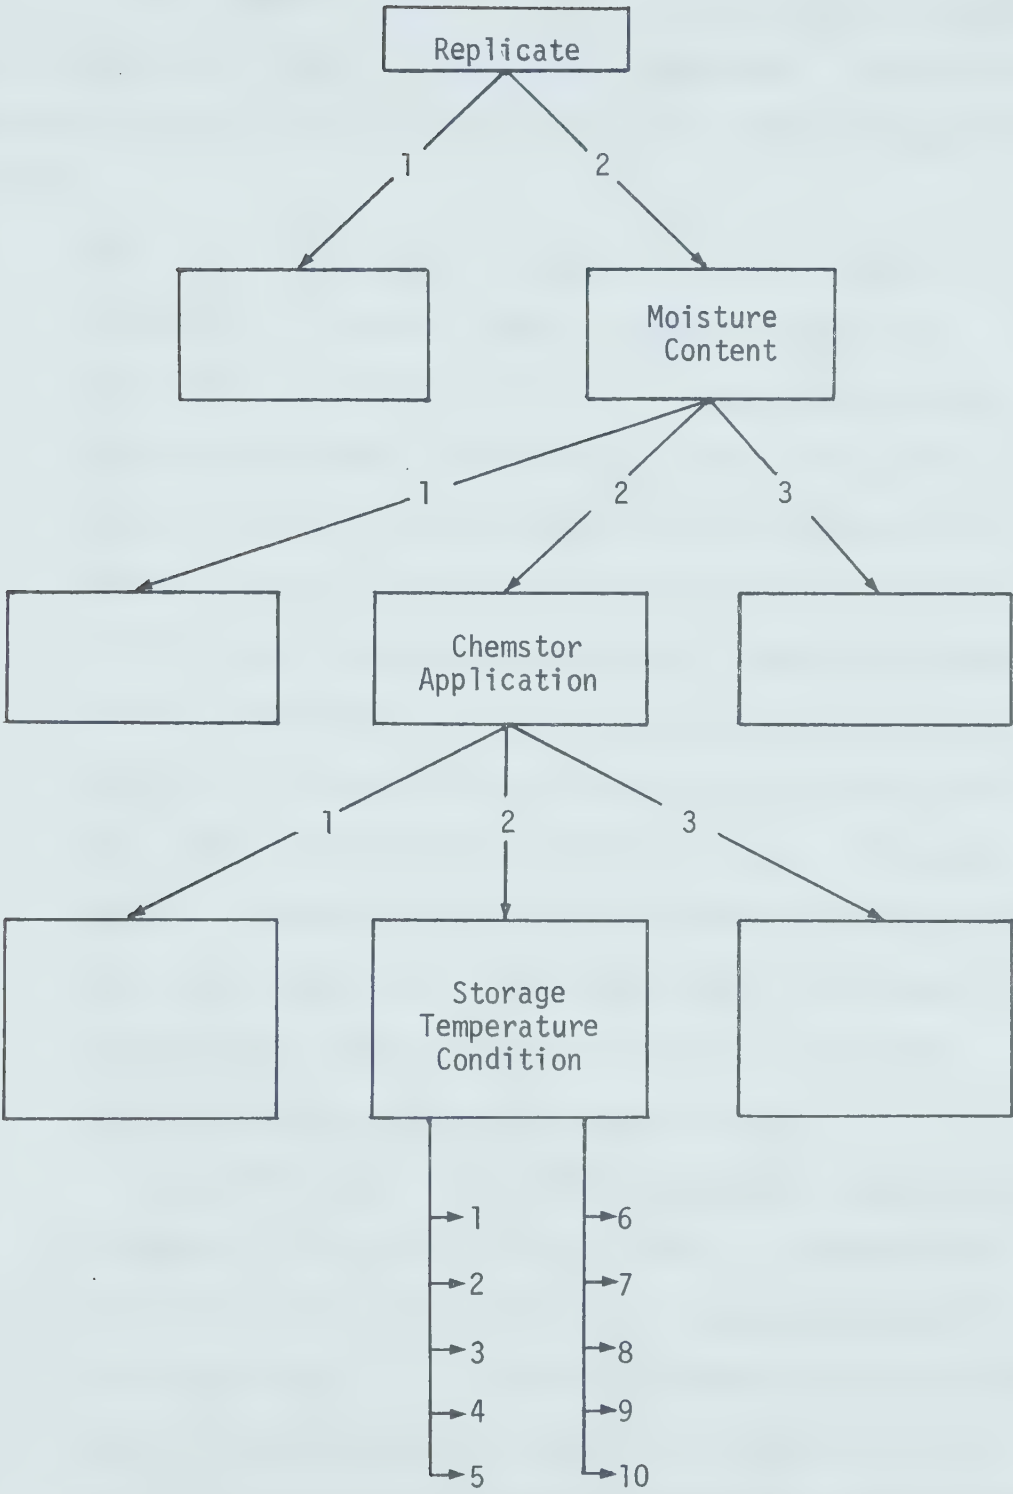 Replicate
1
2
Moisture
Content
1
2
3
Chemstor
Application
1
2
3
Storage
Temperature
Condition
1
6
2
7
3
8
4
9
5
10